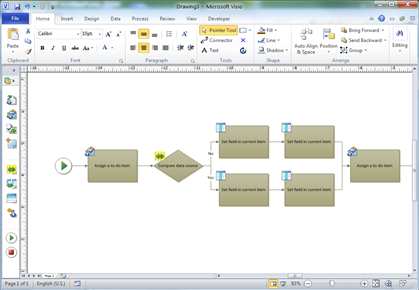 Drawing3 - Microsoft Visio
File Home Insert Design Data Process Review View Developer
Paste
Calibri 10pt.
Pointer Tool
Connector
Text
Fill
Line
Shadow
Auto Align & Space
Position
Bring Forward
Send Backward
Group
Editing
Clipboard Font Paragraph Tools Shape Arrange
Assign a to-do item
Compare data source
No
Yes
Set field in current item
Set field in current item
Set field in current item
Set field in current item
Assign a to-do item
Page-1
Page 1 of 1 English (U.S.) 83%